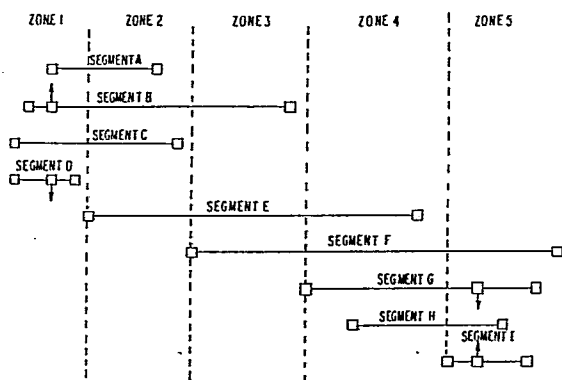 ZONE 1 ZONE 2 ZONE 3 ZONE 4 ZONE 5
SEGMENT A
SEGMENT B
SEGMENT C
SEGMENT D
SEGMENT E
SEGMENT F
SEGMENT G
SEGMENT H
SEGMENT I